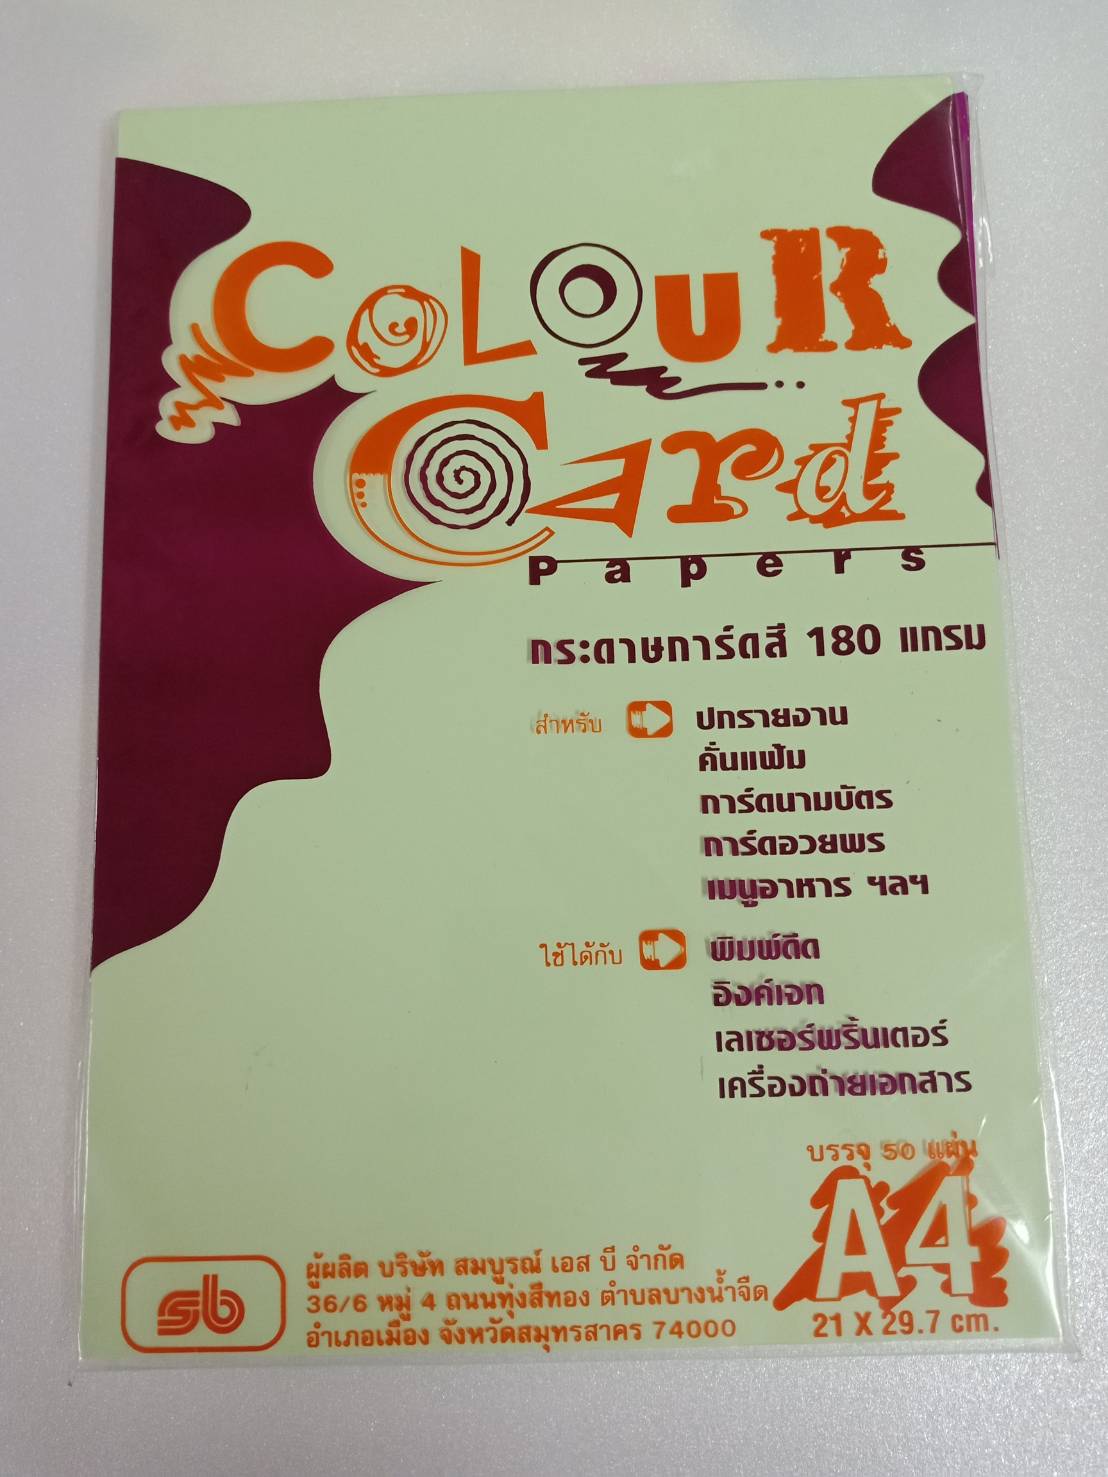 COLOUR
Card
Papers
กระดาษการ์ดสี 180 แกรม
สำหรับ ปกรายงาน
คั่นแฟ้ม
การ์ดนามบัตร
การ์ดอวยพร
เมนูอาหาร ฯลฯ
ใช้ได้กับ พิมพ์ดีด
อิงค์เจท
เลเซอร์พริ้นเตอร์
เครื่องถ่ายเอกสาร
บรรจุ 50 แผ่น
A4
21 X 29.7 cm.
sb
ผู้ผลิต บริษัท สมบูรณ์ เอส บี จำกัด
36/6 หมู่ 4 ถนนทุ่งสีทอง ตำบลบางน้ำจืด
อำเภอเมือง จังหวัดสมุทรสาคร 74000